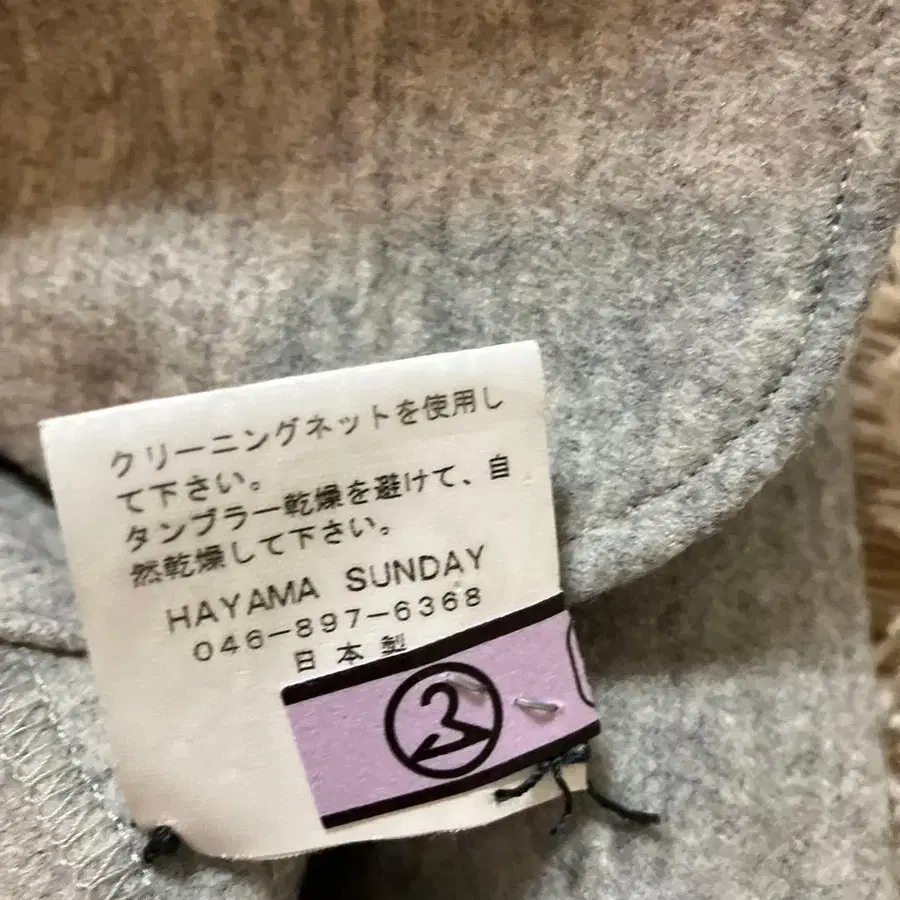 クリーニングネットを使用し
て下さい。
タンブラー乾燥を避けて、自
然乾燥して下さい。
HAYAMA SUNDAY
046-897-6368
日本製